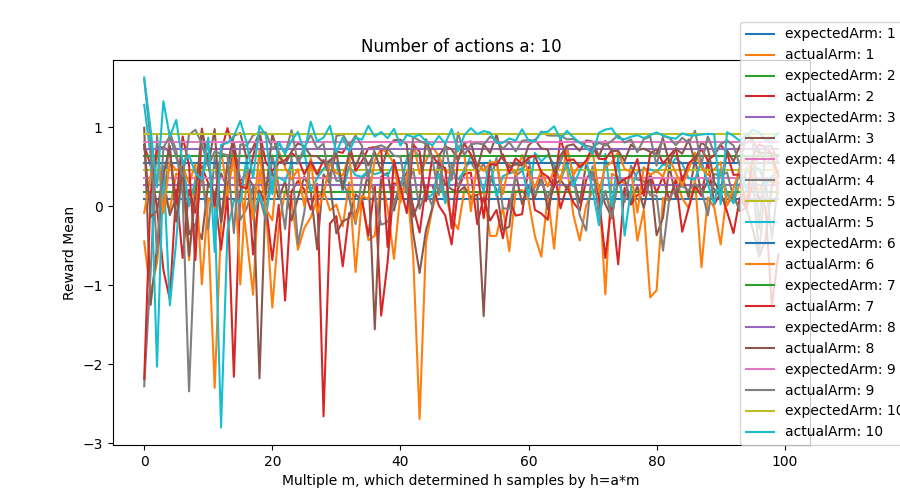 Number of actions a: 10
Reward Mean
1
0
−1
−2
−3
0
20
40
60
80
100
Multiple m, which determined h samples by h=a*m
expectedArm: 1
actualArm: 1
expectedArm: 2
actualArm: 2
expectedArm: 3
actualArm: 3
expectedArm: 4
actualArm: 4
expectedArm: 5
actualArm: 5
expectedArm: 6
actualArm: 6
expectedArm: 7
actualArm: 7
expectedArm: 8
actualArm: 8
expectedArm: 9
actualArm: 9
expectedArm: 10
actualArm: 10